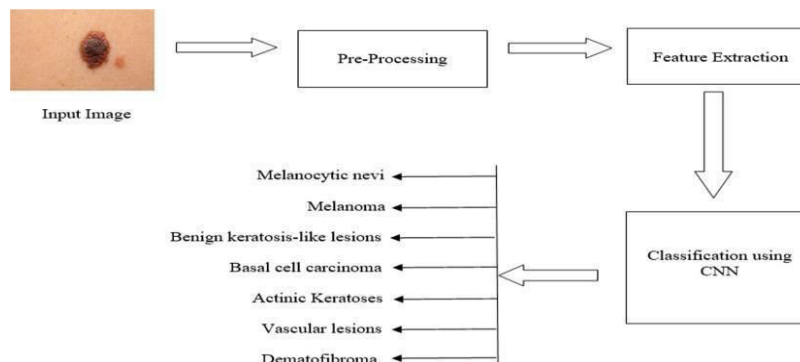 Input Image
Pre-Processing
Feature Extraction
Classification using
CNN
Melanocytic nevi
Melanoma
Benign keratosis-like lesions
Basal cell carcinoma
Actinic Keratoses
Vascular lesions
Dematofibroma